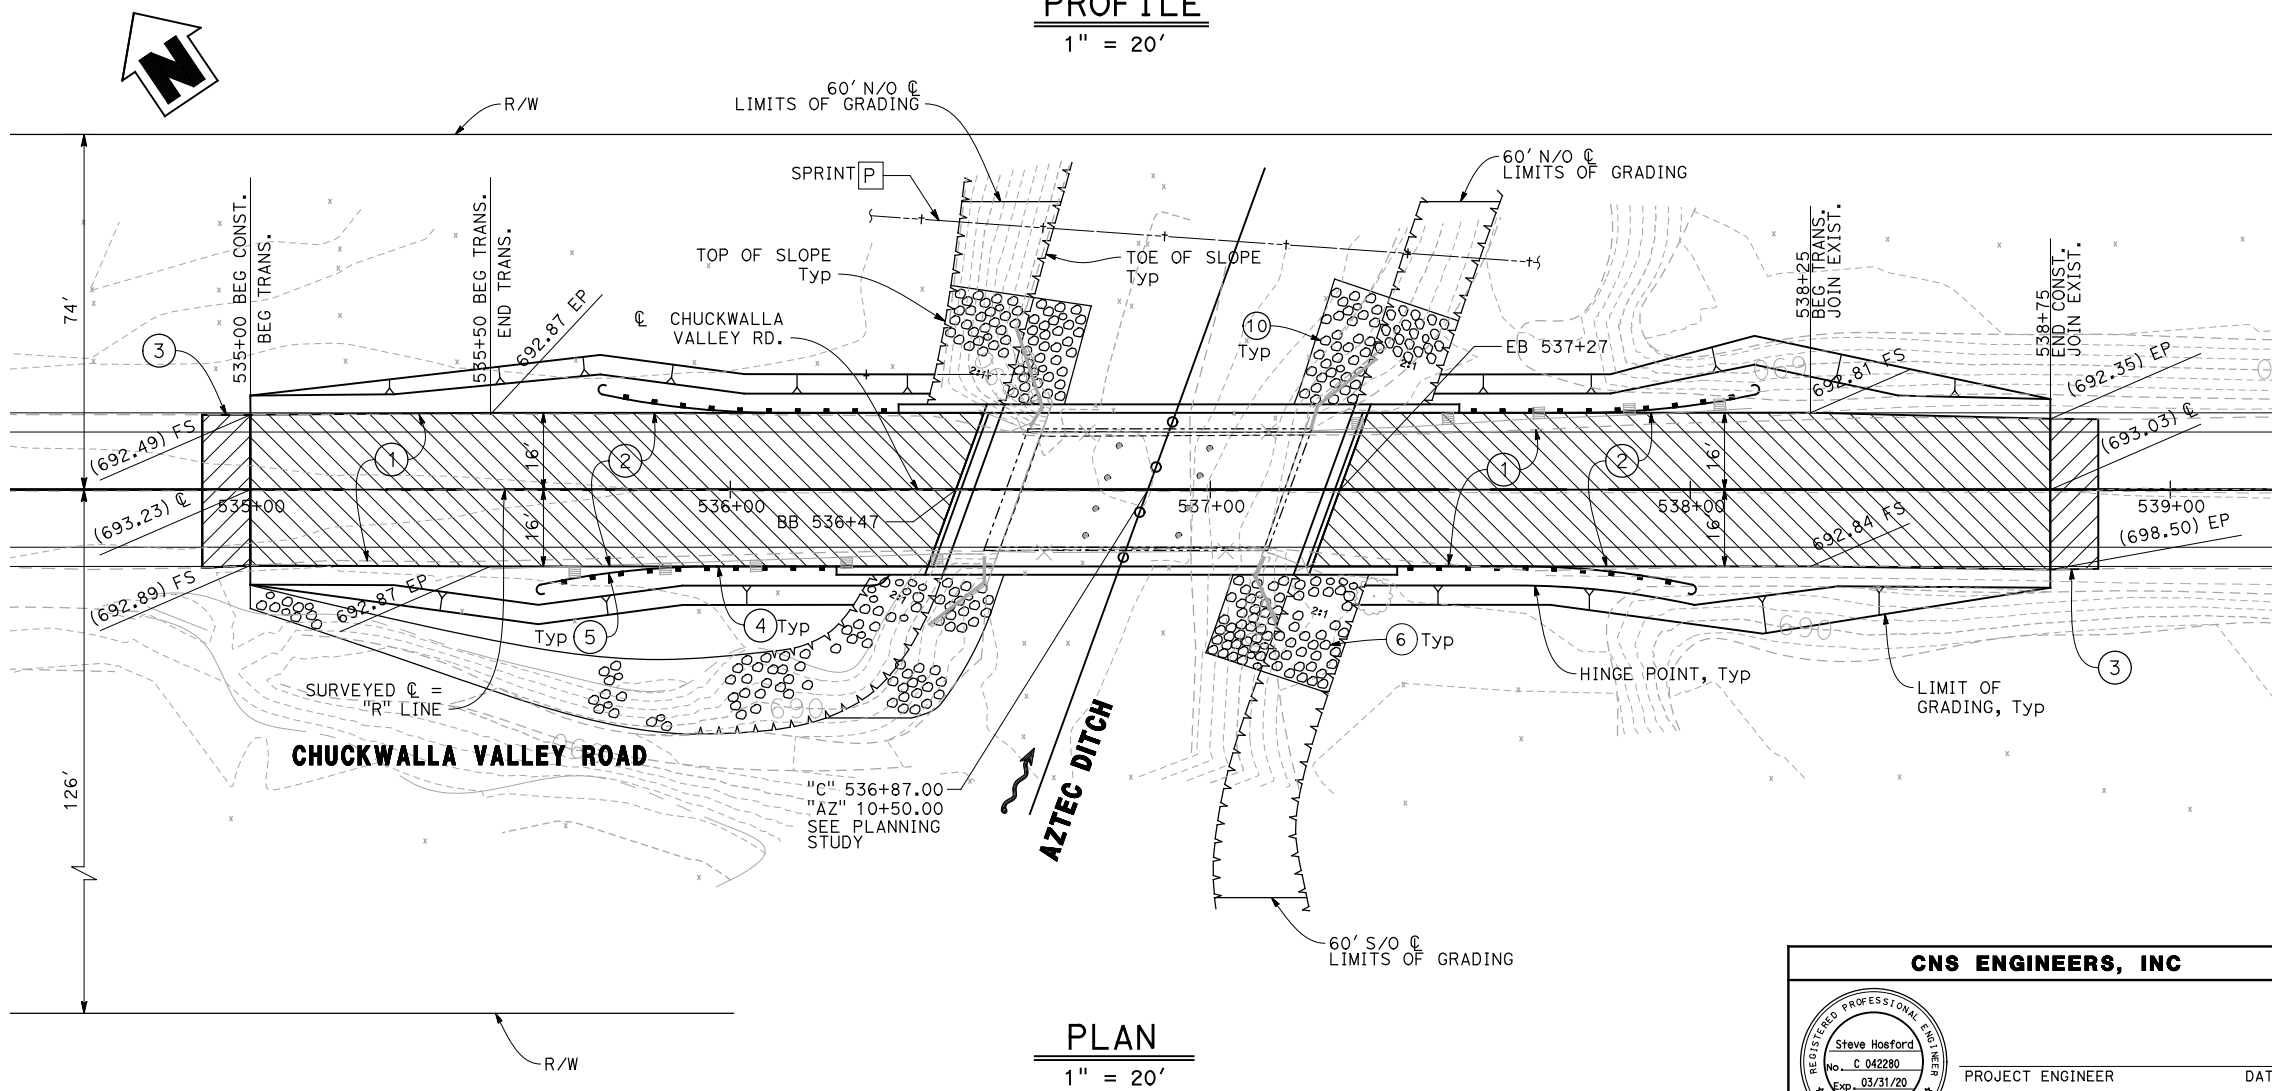 PROFILE
1" = 20'
N
60' N/O ℄
LIMITS OF GRADING
R/W
60' N/O ℄
LIMITS OF GRADING
SPRINT P
74'
535+00 BEG CONST.
BEG TRANS.
535+50 BEG TRANS.
END TRANS.
692.87 EP
TOP OF SLOPE
Typ
TOE OF SLOPE
Typ
538+25
BEG TRANS.
JOIN EXIST.
538+75
END CONST.
JOIN EXIST.
℄ CHUCKWALLA
VALLEY RD.
10
Typ
EB 537+27
3
2:1
2:1
690
692.81 FS
(692.35) EP
(693.03) ℄
(692.49) FS
1
2
16'
16'
1
2
16'
16'
(693.23) ℄
535+00
536+00
BB 536+47
537+00
538+00
539+00
692.84 FS
(698.50) EP
(692.89) FS
692.87 EP
2:1
2:1
Typ 5
4 Typ
6 Typ
690
3
HINGE POINT, Typ
LIMIT OF
GRADING, Typ
SURVEYED ℄ =
"R" LINE
690
CHUCKWALLA VALLEY ROAD
126'
"C" 536+87.00
"AZ" 10+50.00
SEE PLANNING
STUDY
AZTEC DITCH
60' S/O ℄
LIMITS OF GRADING
R/W
PLAN
1" = 20'
CNS ENGINEERS, INC
REGISTERED PROFESSIONAL ENGINEER
Steve Hosford
No. C 042280
Exp. 03/31/20
PROJECT ENGINEER
DAT